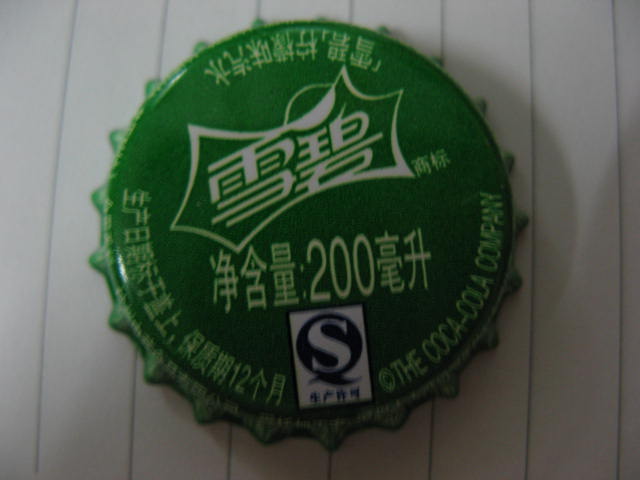 「雪碧」柠檬味汽水
雪碧
商标
净含量:200毫升
生产日期标于盖上,保质期12个月
S
生产许可
©THE COCA-COLA COMPANY